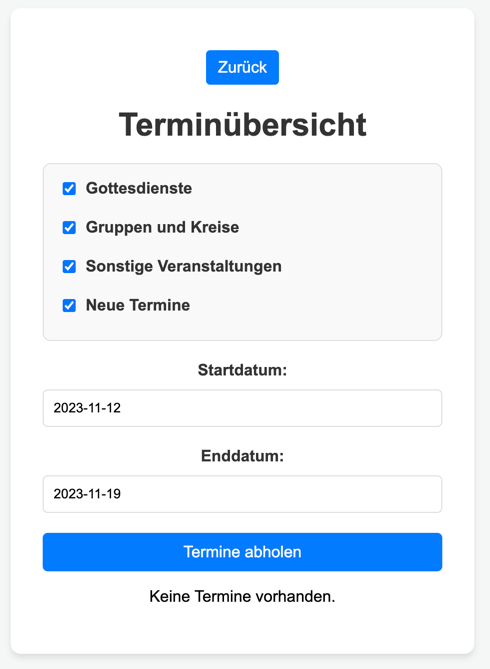 Zurück
Terminübersicht
Gottesdienste
Gruppen und Kreise
Sonstige Veranstaltungen
Neue Termine
Startdatum:
2023-11-12
Enddatum:
2023-11-19
Termine abholen
Keine Termine vorhanden.